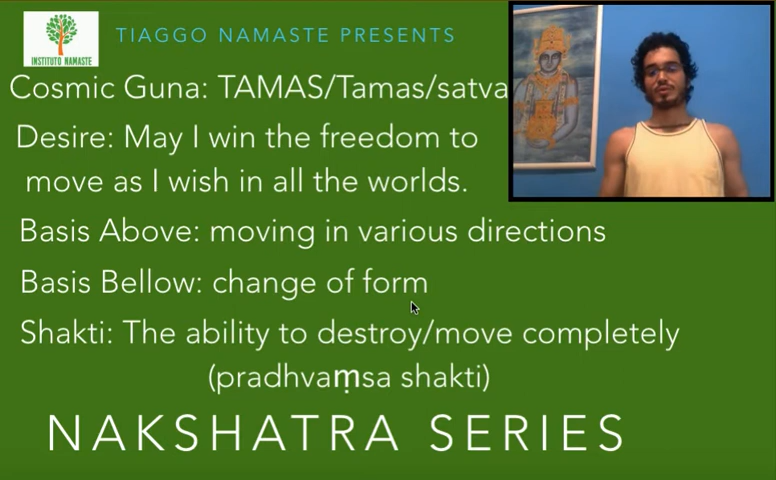 INSTITUTO NAMASTE
TIAGGO NAMASTE PRESENTS
Cosmic Guna: TAMAS/Tamas/satva
Desire: May I win the freedom to
move as I wish in all the worlds.
Basis Above: moving in various directions
Basis Bellow: change of form
Shakti: The ability to destroy/move completely
(pradhvaṃsa shakti)
NAKSHATRA SERIES